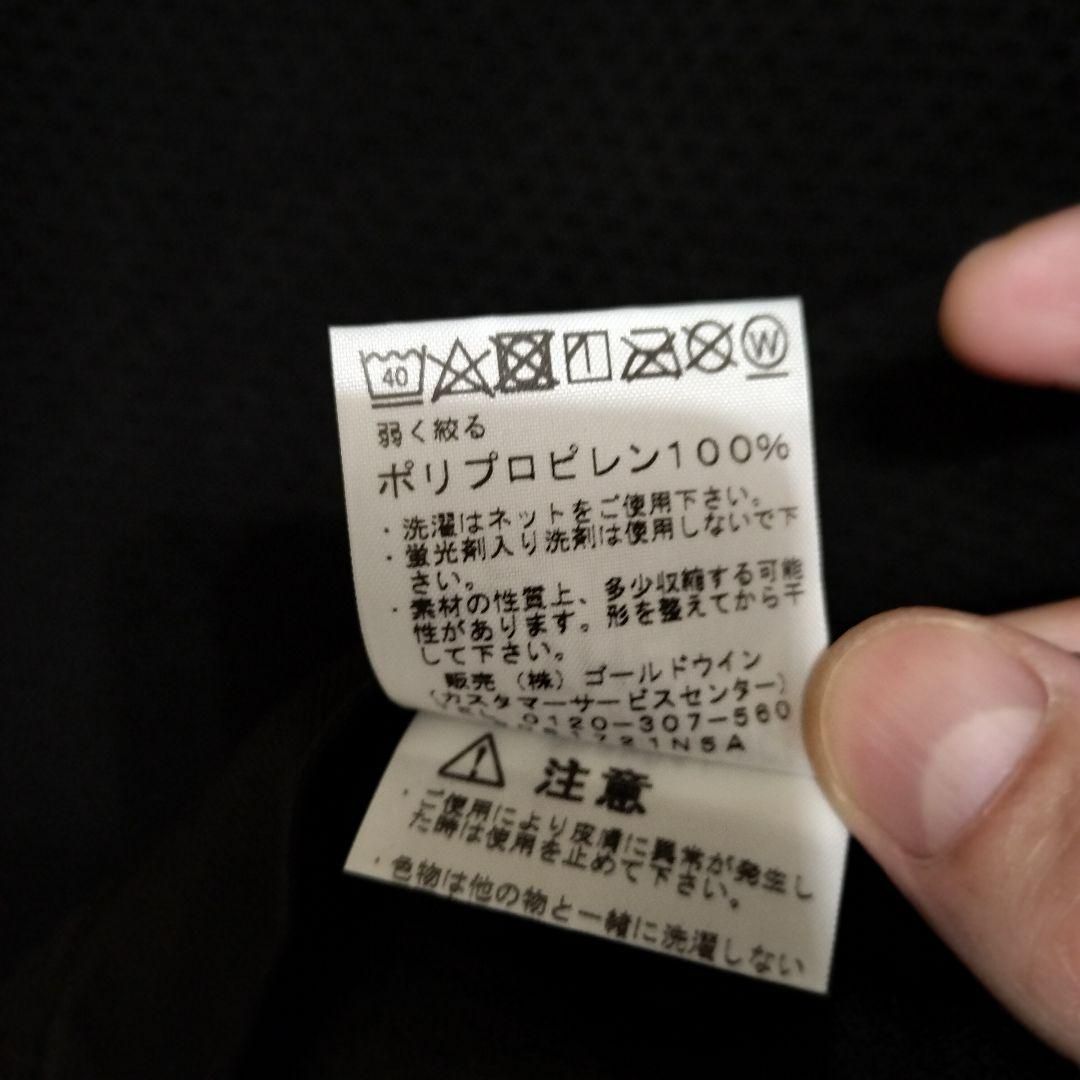 40
W
弱く絞る
ポリプロピレン100%
・洗濯はネットをご使用下さい。
・蛍光剤入り洗剤は使用しないで下
さい。
・素材の性質上、多少収縮する可能
性があります。形を整えてから干
して下さい。
販売(株)ゴールドウイン
(カスタマーサービスセンター)
0120-307-560
1N5A
注意
・ご使用により皮膚に異常が発生し
た時は使用を止めて下さい。
・色物は他の物と一緒に洗濯しない